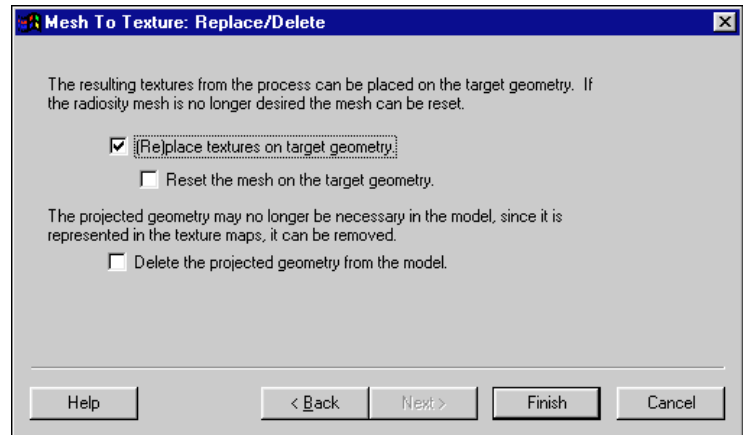 Mesh To Texture: Replace/Delete
The resulting textures from the process can be placed on the target geometry. If
the radiosity mesh is no longer desired the mesh can be reset.
(Re)place textures on target geometry.
Reset the mesh on the target geometry.
The projected geometry may no longer be necessary in the model, since it is
represented in the texture maps, it can be removed.
Delete the projected geometry from the model.
Help
< Back
Next >
Finish
Cancel